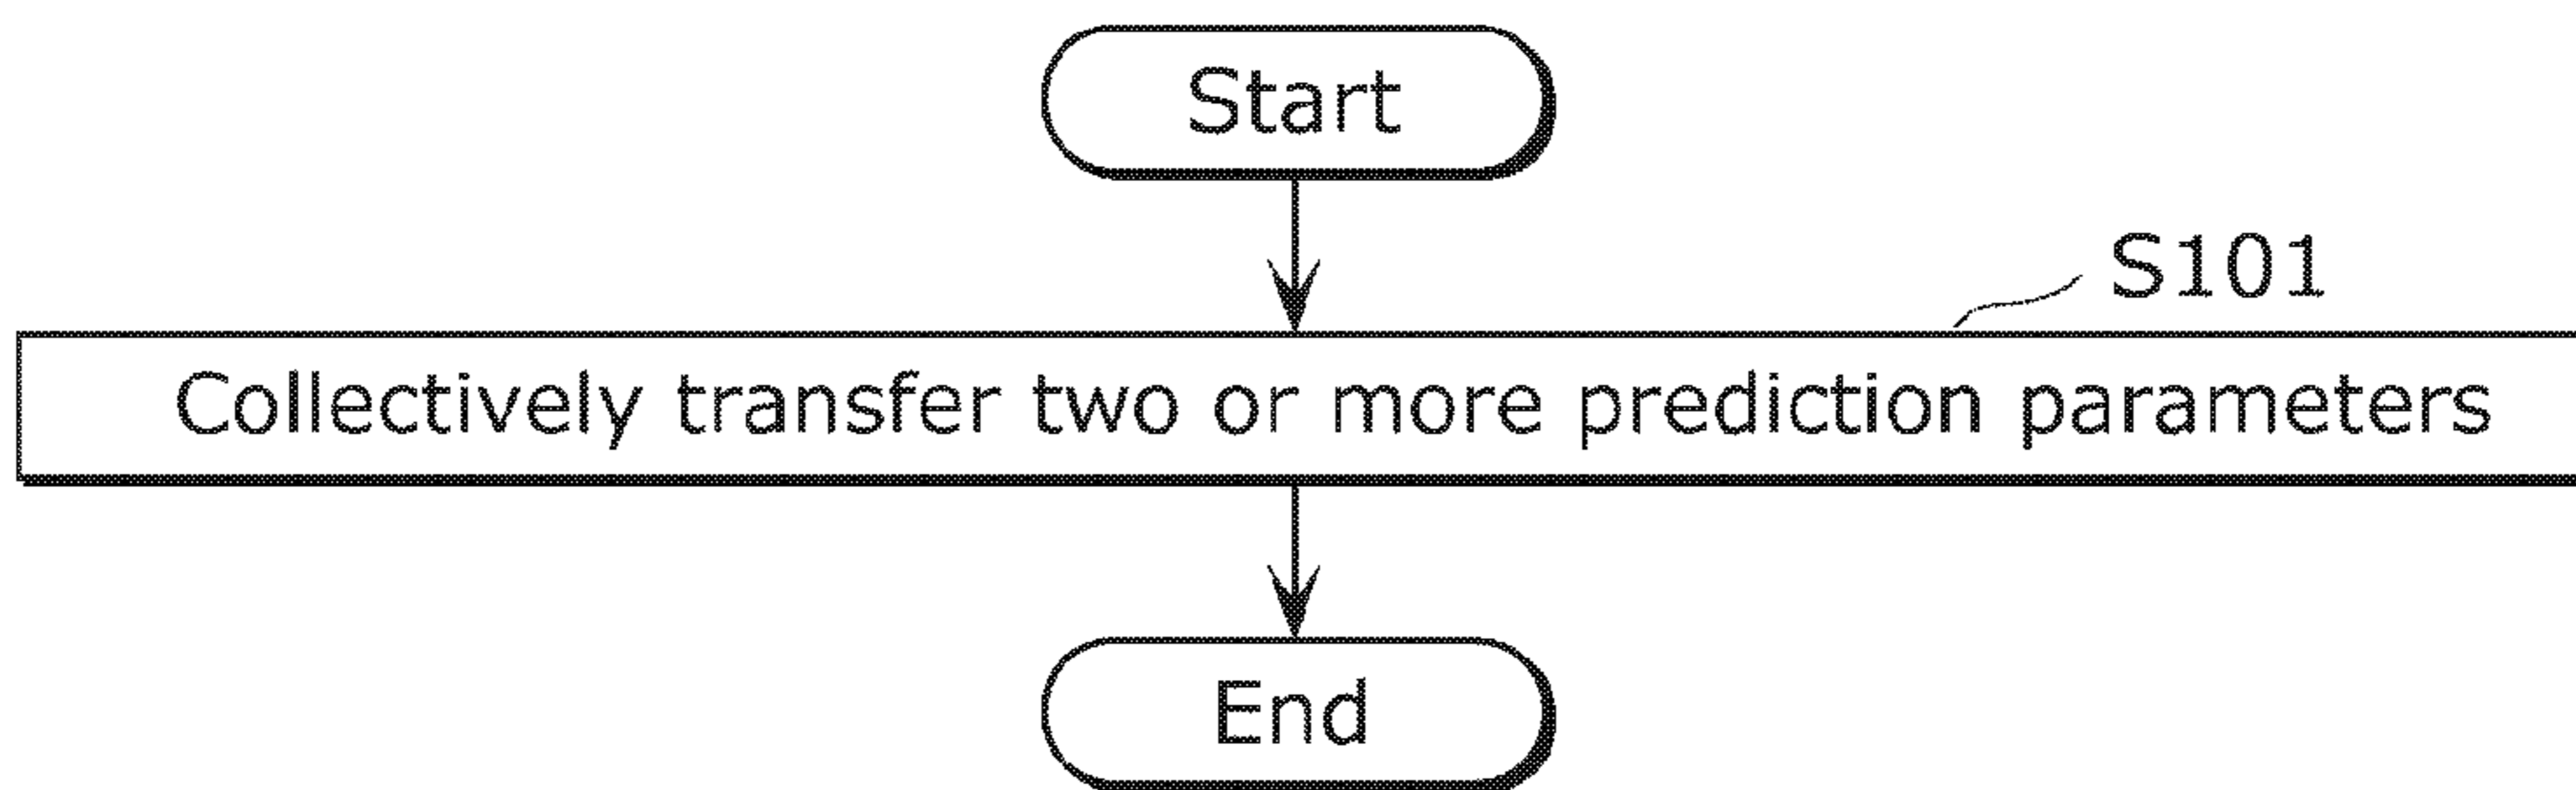 Start
S101
Collectively transfer two or more prediction parameters
End